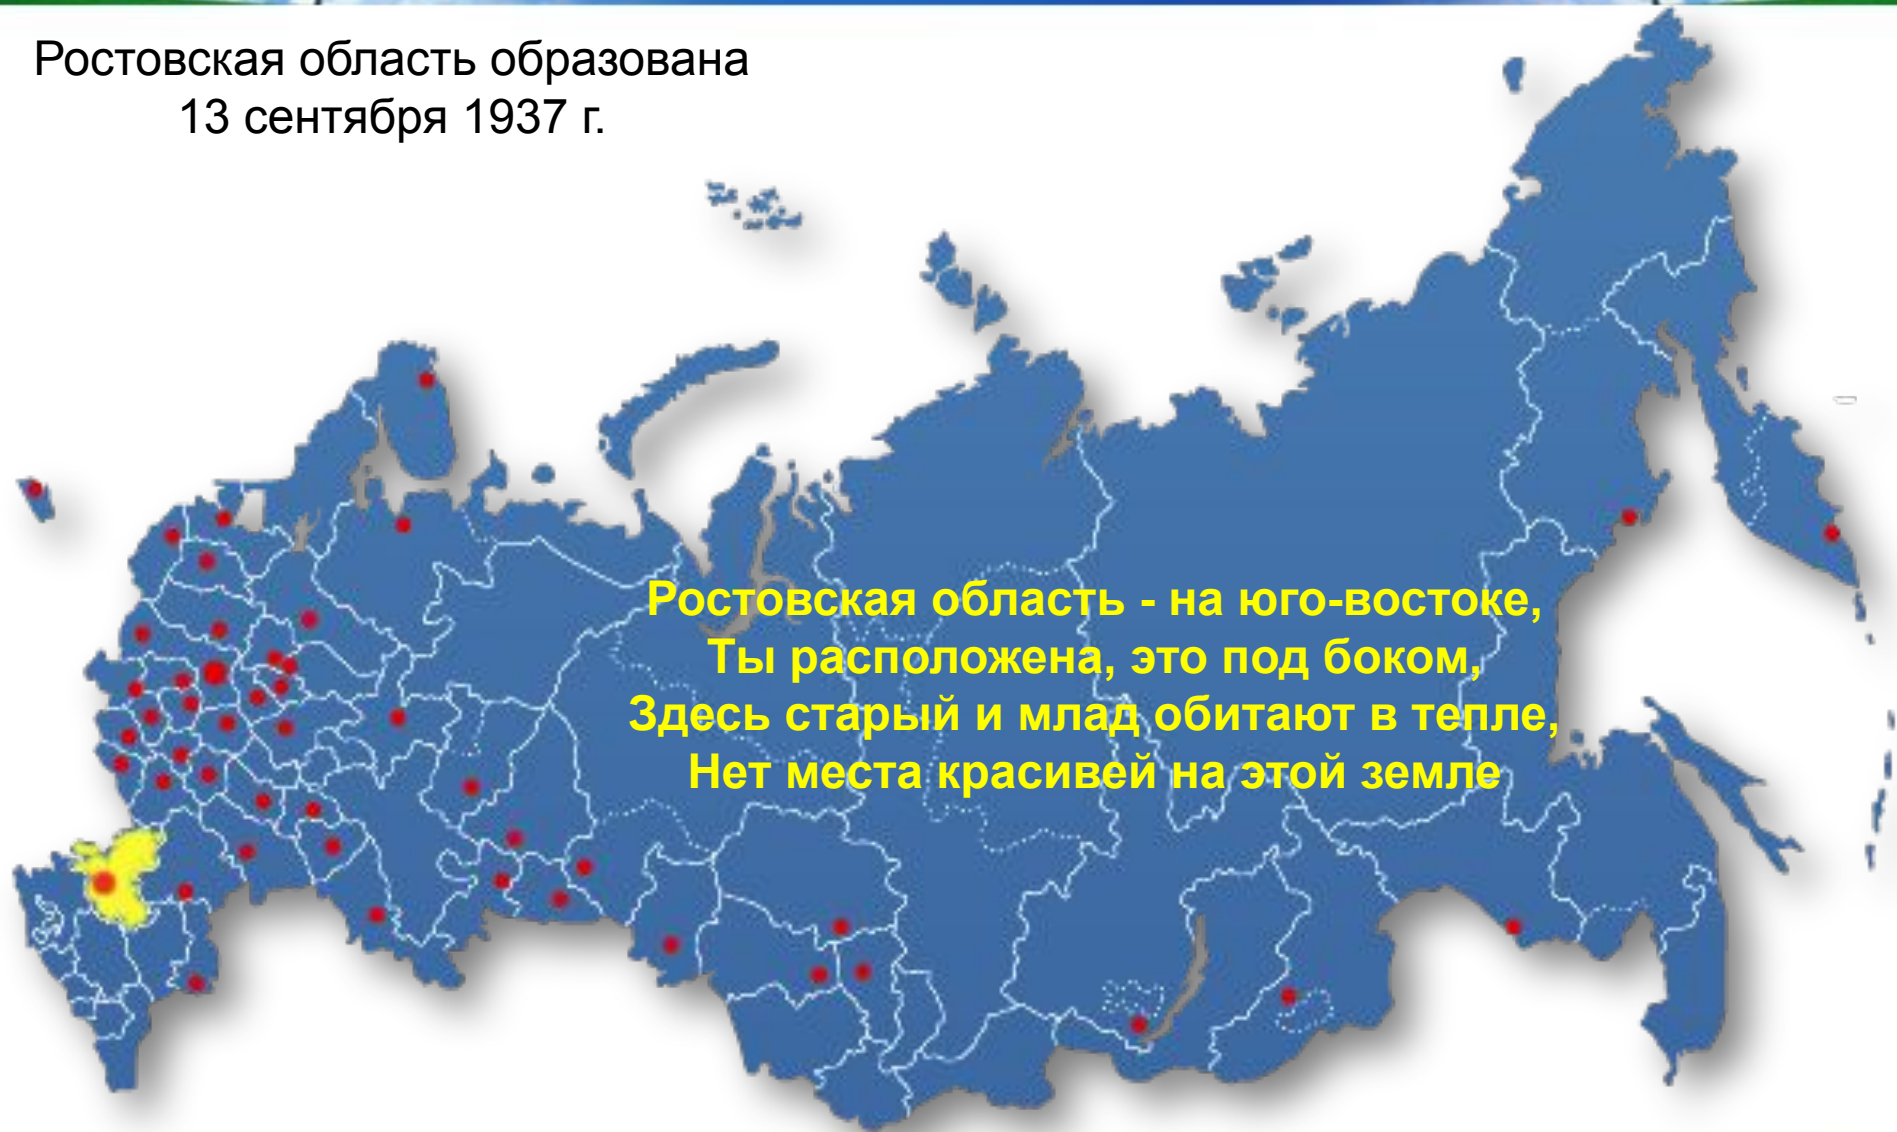 Ростовская область образована
13 сентября 1937 г.
Ростовская область - на юго-востоке,
Ты расположена, это под боком,
Здесь старый и млад обитают в тепле,
Нет места красивей на этой земле